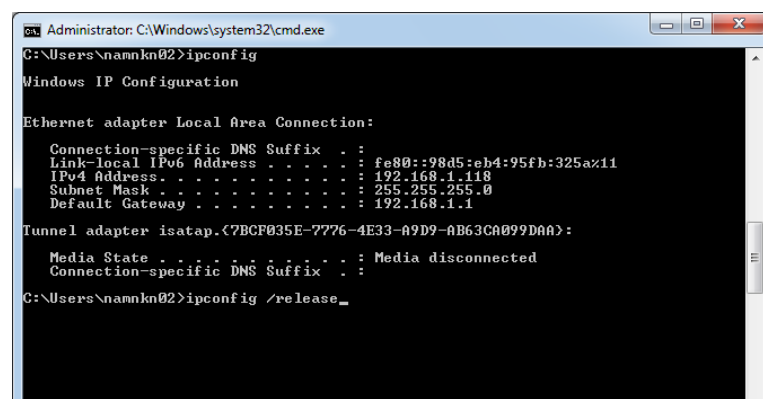 Administrator: C:\Windows\system32\cmd.exe
C:\Users\namnkn02>ipconfig
Windows IP Configuration
Ethernet adapter Local Area Connection:
Connection-specific DNS Suffix  . :
Link-local IPv6 Address . . . . . : fe80::98d5:eb4:95fb:325a%11
IPv4 Address. . . . . . . . . . . : 192.168.1.118
Subnet Mask . . . . . . . . . . . : 255.255.255.0
Default Gateway . . . . . . . . . : 192.168.1.1
Tunnel adapter isatap.{7BCF035E-7776-4E33-A9D9-AB63CA099DAA}:
Media State . . . . . . . . . . . : Media disconnected
Connection-specific DNS Suffix  . :
C:\Users\namnkn02>ipconfig /release_